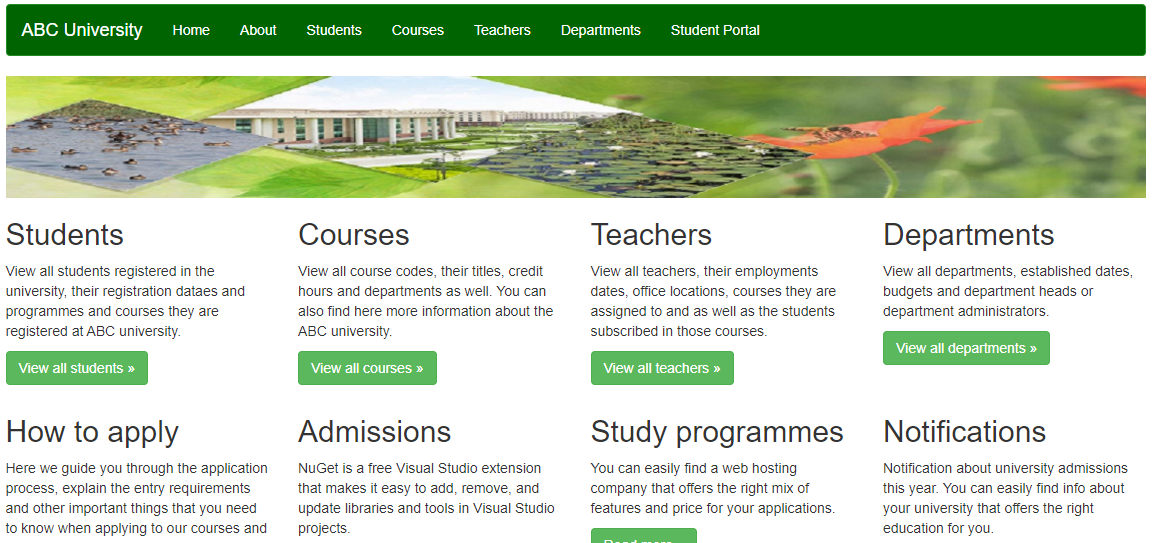 ABC University Home About Students Courses Teachers Departments Student Portal
Students
View all students registered in the
university, their registration dataes and
programmes and courses they are
registered at ABC university.
View all students »
Courses
View all course codes, their titles, credit
hours and departments as well. You can
also find here more information about the
ABC university.
View all courses »
Teachers
View all teachers, their employments
dates, office locations, courses they are
assigned to and as well as the students
subscribed in those courses.
View all teachers »
Departments
View all departments, established dates,
budgets and department heads or
department administrators.
View all departments »
How to apply
Here we guide you through the application
process, explain the entry requirements
and other important things that you need
to know when applying to our courses and
Admissions
NuGet is a free Visual Studio extension
that makes it easy to add, remove, and
update libraries and tools in Visual Studio
projects.
Study programmes
You can easily find a web hosting
company that offers the right mix of
features and price for your applications.
Read more
Notifications
Notification about university admissions
this year. You can easily find info about
your university that offers the right
education for you.